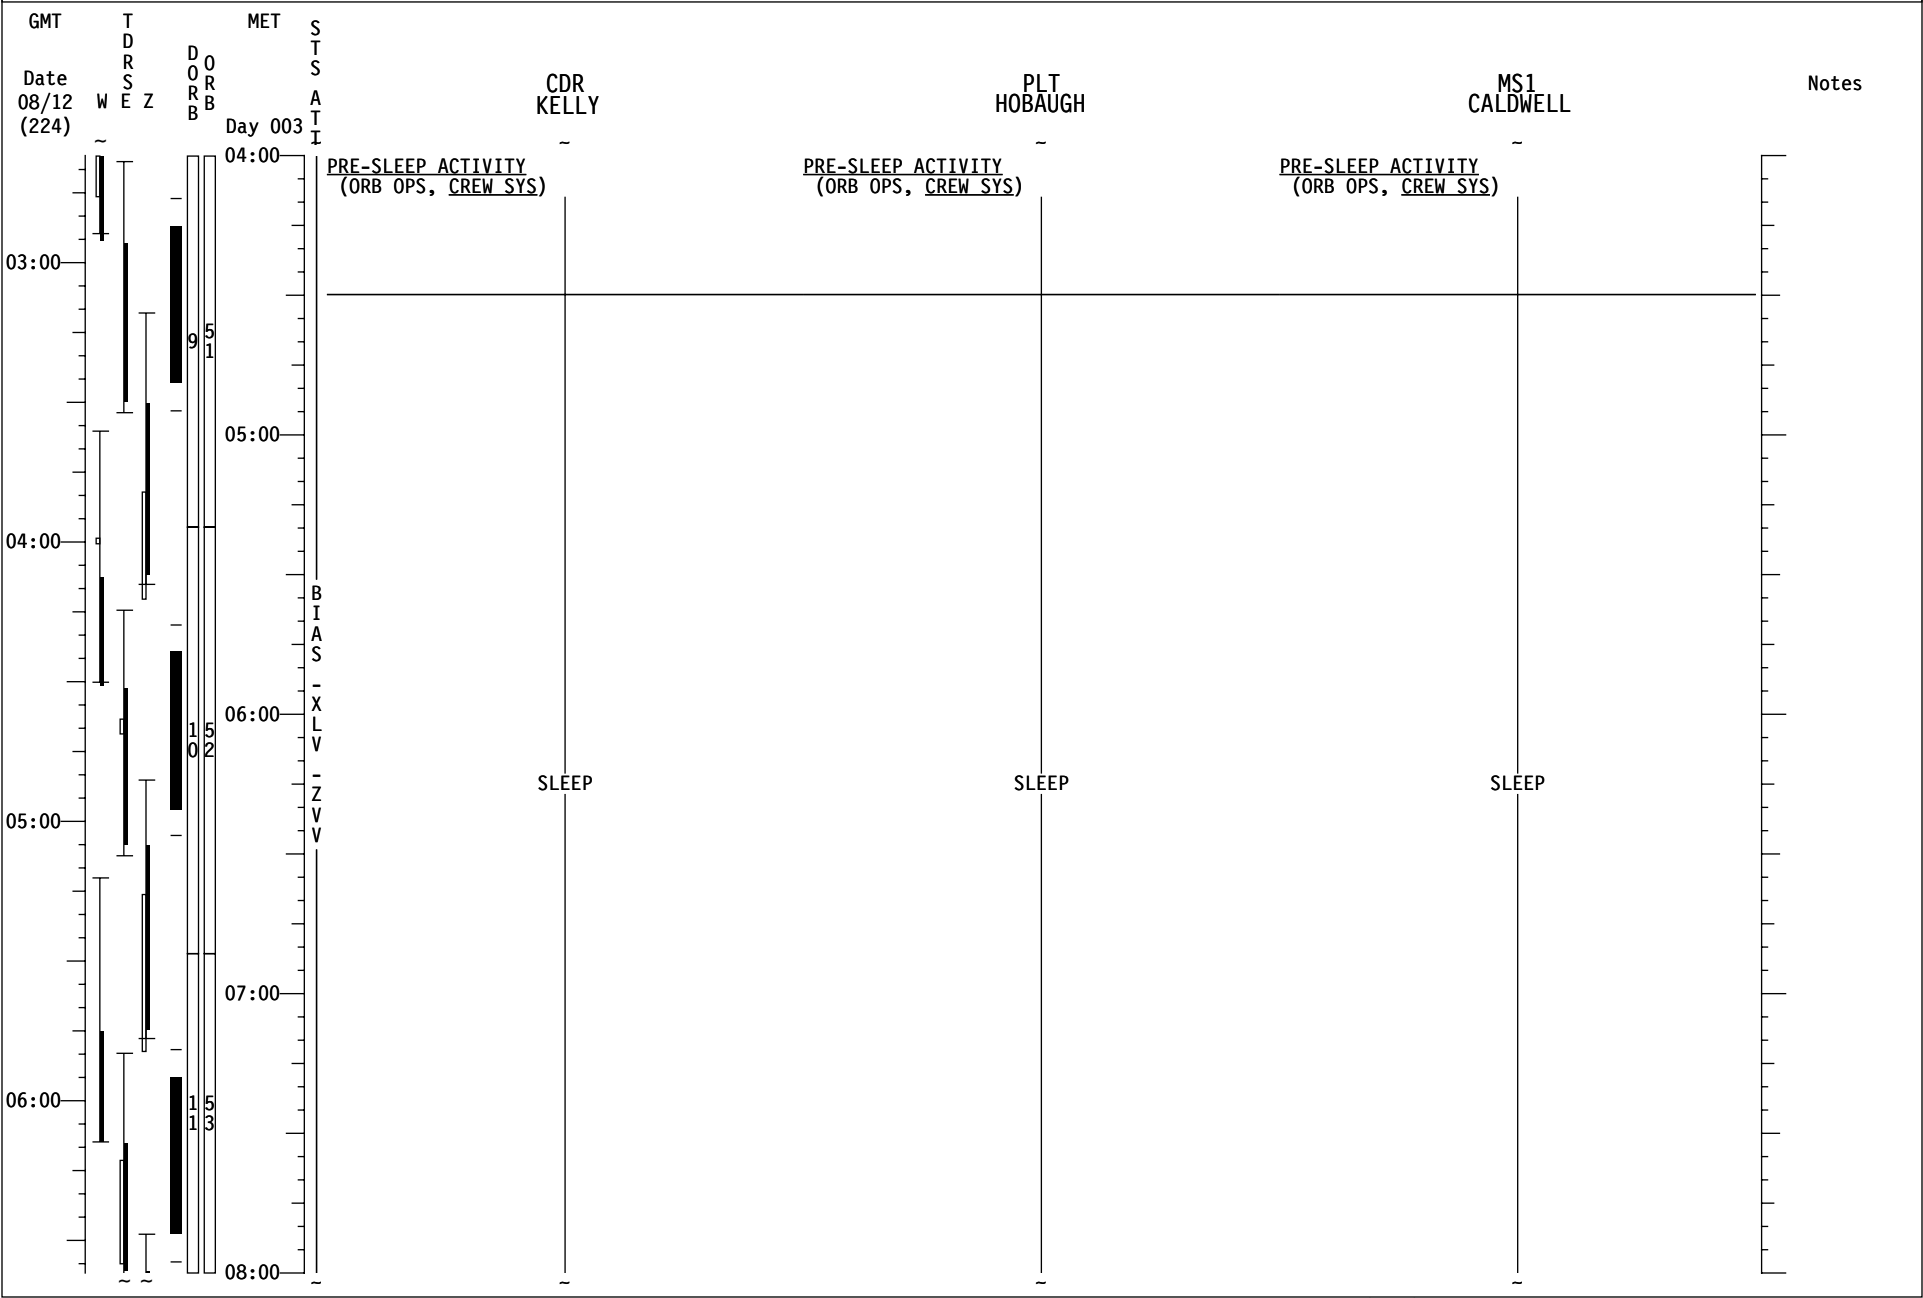 GMT
TDRS
MET
STS ATT
DORB
ORB
Date
08/12
(224)
W E Z
Day 003
CDR
KELLY
PLT
HOBAUGH
MS1
CALDWELL
Notes
~
~
~
~
04:00
PRE-SLEEP ACTIVITY
(ORB OPS, CREW SYS)
PRE-SLEEP ACTIVITY
(ORB OPS, CREW SYS)
PRE-SLEEP ACTIVITY
(ORB OPS, CREW SYS)
03:00
9
51
05:00
04:00
BIAS -XLV -ZVV
06:00
10
52
SLEEP
SLEEP
SLEEP
05:00
07:00
06:00
11
53
08:00
~
~
~
~
~
~